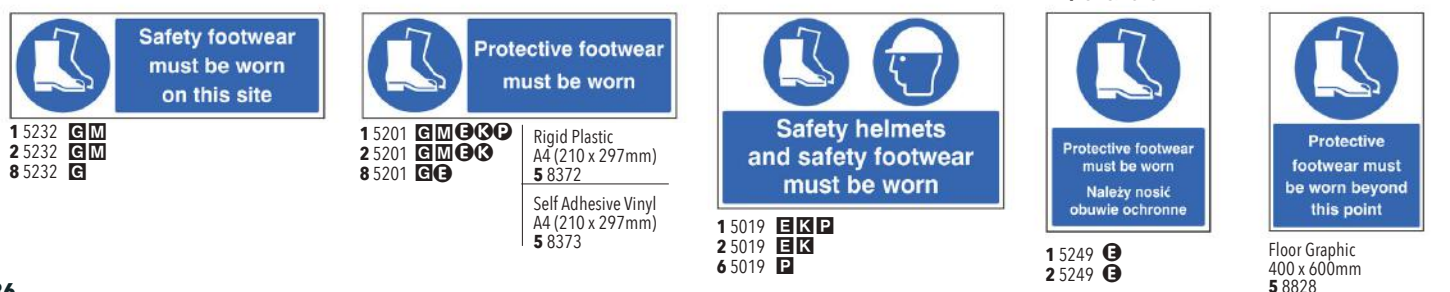 Safety footwear
must be worn
on this site
1 5232 G M
2 5232 G M
8 5232 G
Protective footwear
must be worn
1 5201 G M E K P
2 5201 G M E K
8 5201 G E
Rigid Plastic
A4 (210 x 297mm)
5 8372
Self Adhesive Vinyl
A4 (210 x 297mm)
5 8373
Safety helmets
and safety footwear
must be worn
1 5019 E K P
2 5019 E K
6 5019 P
Protective footwear
must be worn
Należy nosić
obuwie ochronne
1 5249 E
2 5249 E
Protective
footwear must
be worn beyond
this point
Floor Graphic
400 x 600mm
5 8828